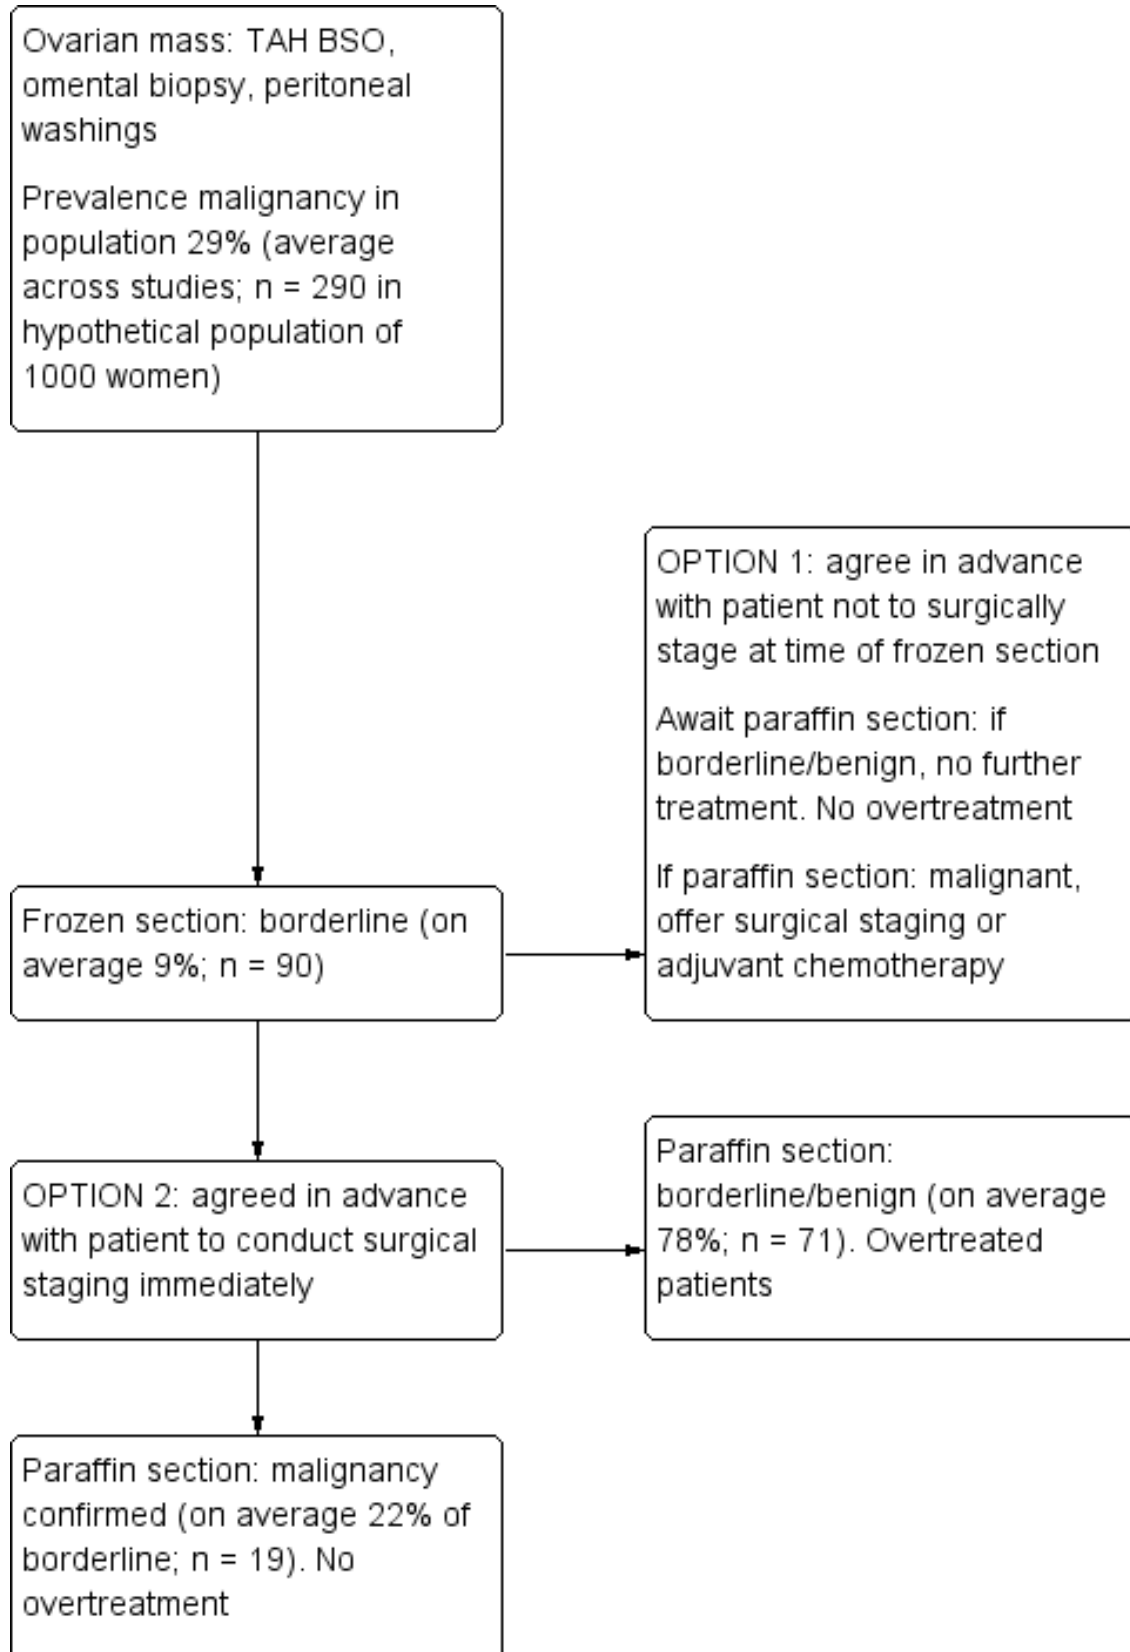 Ovarian mass: TAH BSO,
omental biopsy, peritoneal
washings
Prevalence malignancy in
population 29% (average
across studies; n = 290 in
hypothetical population of
1000 women)
OPTION 1: agree in advance
with patient not to surgically
stage at time of frozen section
Await paraffin section: if
borderline/benign, no further
treatment. No overtreatment
If paraffin section: malignant,
offer surgical staging or
adjuvant chemotherapy
Frozen section: borderline (on
average 9%; n = 90)
OPTION 2: agreed in advance
with patient to conduct surgical
staging immediately
Paraffin section:
borderline/benign (on average
78%; n = 71). Overtreated
patients
Paraffin section: malignancy
confirmed (on average 22% of
borderline; n = 19). No
overtreatment